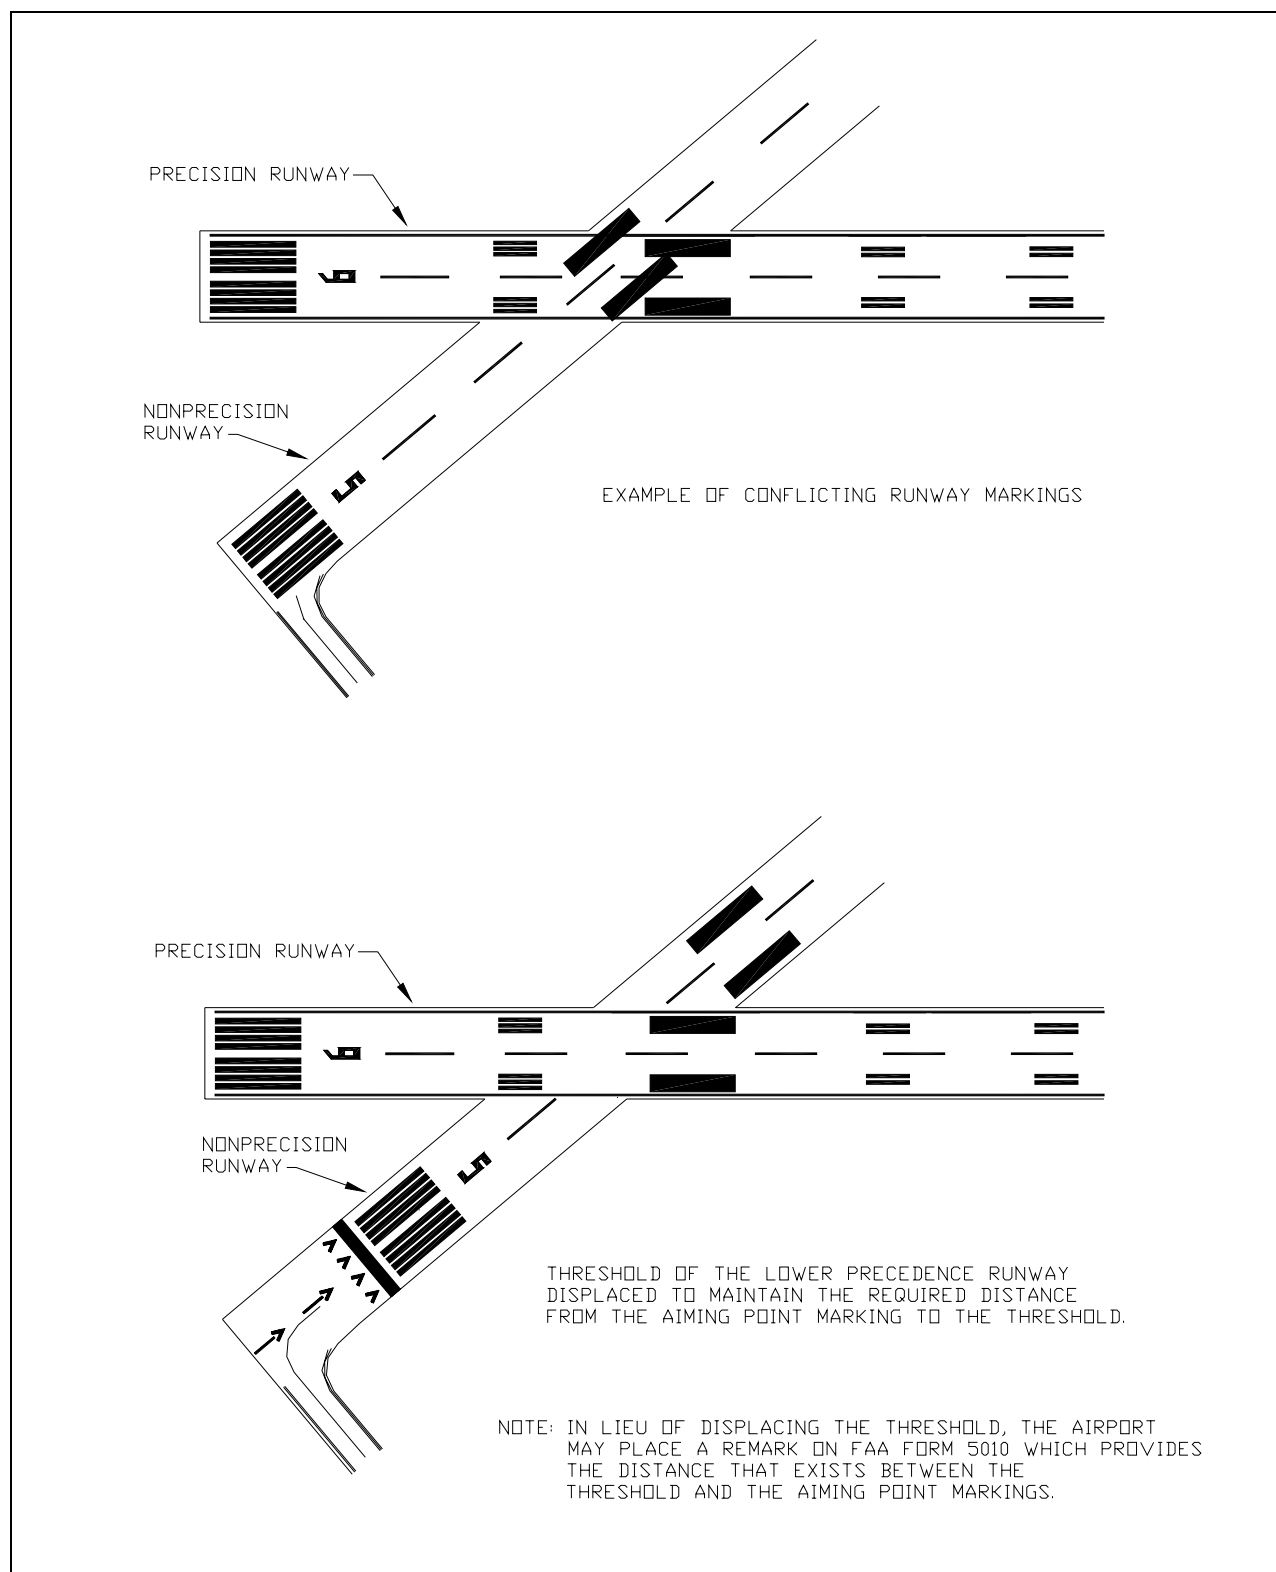 PRECISION RUNWAY
9
NONPRECISION
RUNWAY
5
EXAMPLE OF CONFLICTING RUNWAY MARKINGS
PRECISION RUNWAY
9
NONPRECISION
RUNWAY
5
THRESHOLD OF THE LOWER PRECEDENCE RUNWAY
DISPLACED TO MAINTAIN THE REQUIRED DISTANCE
FROM THE AIMING POINT MARKING TO THE THRESHOLD.
NOTE: IN LIEU OF DISPLACING THE THRESHOLD, THE AIRPORT
MAY PLACE A REMARK ON FAA FORM 5010 WHICH PROVIDES
THE DISTANCE THAT EXISTS BETWEEN THE
THRESHOLD AND THE AIMING POINT MARKINGS.